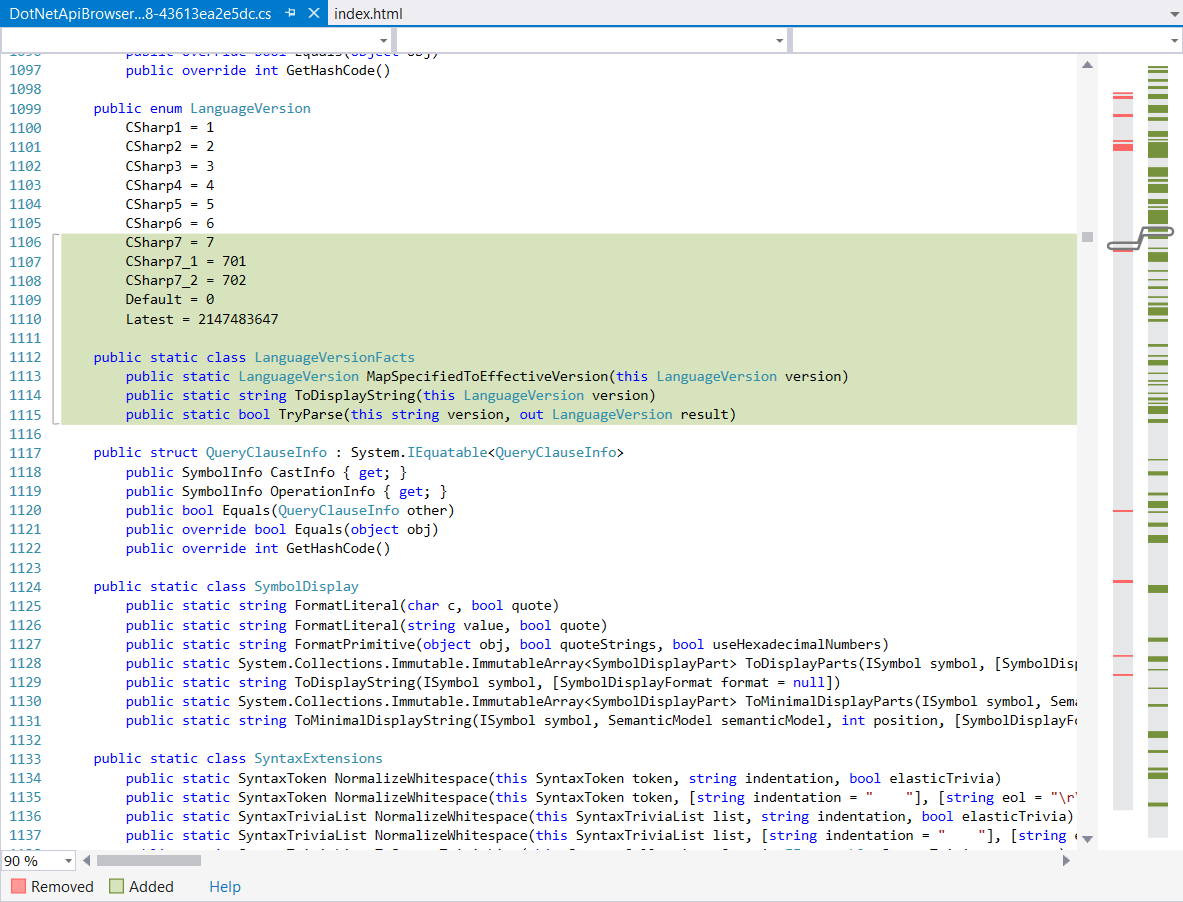 DotNetApiBrowser...8-43613ea2e5dc.cs index.html
1097 public override int GetHashCode()
1098
1099 public enum LanguageVersion
1100 CSharp1 = 1
1101 CSharp2 = 2
1102 CSharp3 = 3
1103 CSharp4 = 4
1104 CSharp5 = 5
1105 CSharp6 = 6
1106 CSharp7 = 7
1107 CSharp7_1 = 701
1108 CSharp7_2 = 702
1109 Default = 0
1110 Latest = 2147483647
1111
1112 public static class LanguageVersionFacts
1113 public static LanguageVersion MapSpecifiedToEffectiveVersion(this LanguageVersion version)
1114 public static string ToDisplayString(this LanguageVersion version)
1115 public static bool TryParse(this string version, out LanguageVersion result)
1116
1117 public struct QueryClauseInfo : System.IEquatable<QueryClauseInfo>
1118 public SymbolInfo CastInfo { get; }
1119 public SymbolInfo OperationInfo { get; }
1120 public bool Equals(QueryClauseInfo other)
1121 public override bool Equals(object obj)
1122 public override int GetHashCode()
1123
1124 public static class SymbolDisplay
1125 public static string FormatLiteral(char c, bool quote)
1126 public static string FormatLiteral(string value, bool quote)
1127 public static string FormatPrimitive(object obj, bool quoteStrings, bool useHexadecimalNumbers)
1128 public static System.Collections.Immutable.ImmutableArray<SymbolDisplayPart> ToDisplayParts(ISymbol symbol, [SymbolDis
1129 public static string ToDisplayString(ISymbol symbol, [SymbolDisplayFormat format = null])
1130 public static System.Collections.Immutable.ImmutableArray<SymbolDisplayPart> ToMinimalDisplayParts(ISymbol symbol, Sema
1131 public static string ToMinimalDisplayString(ISymbol symbol, SemanticModel semanticModel, int position, [SymbolDisplayFo
1132
1133 public static class SyntaxExtensions
1134 public static SyntaxToken NormalizeWhitespace(this SyntaxToken token, string indentation, bool elasticTrivia)
1135 public static SyntaxToken NormalizeWhitespace(this SyntaxToken token, [string indentation = "    "], [string eol = "\r
1136 public static SyntaxTriviaList NormalizeWhitespace(this SyntaxTriviaList list, string indentation, bool elasticTrivia)
1137 public static SyntaxTriviaList NormalizeWhitespace(this SyntaxTriviaList list, [string indentation = "    "], [string
90 %
Removed Added Help